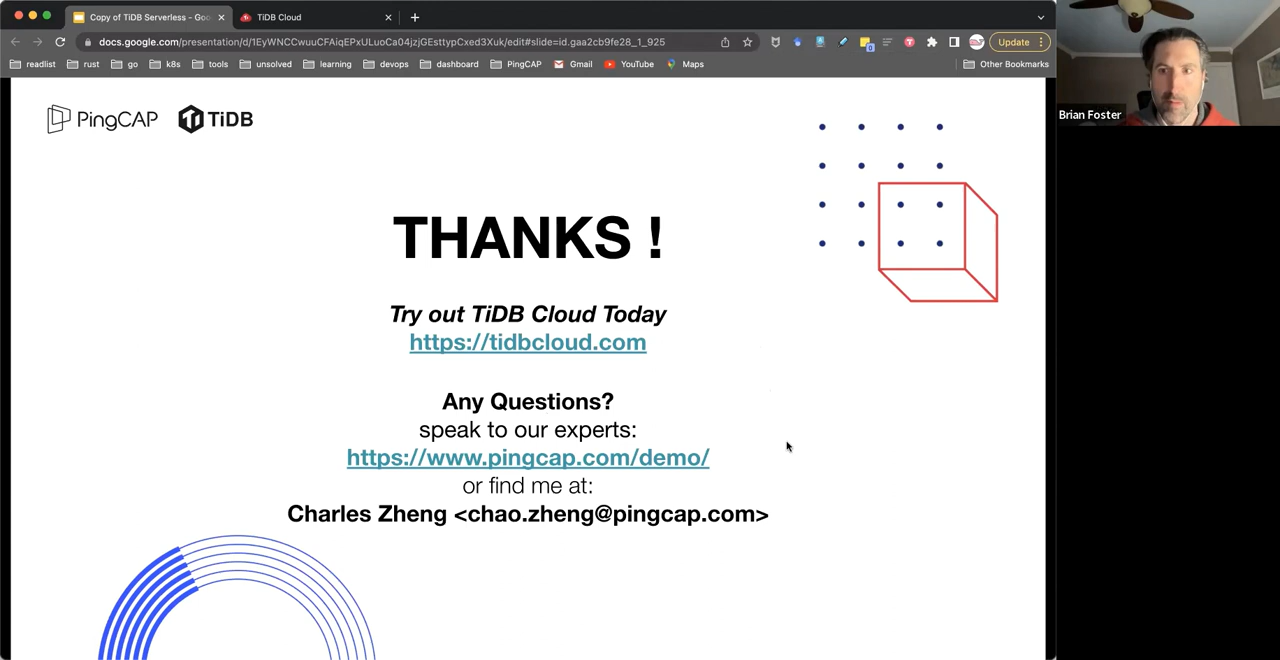 Copy of TiDB Serverless - Goo
TiDB Cloud
docs.google.com/presentation/d/1EyWNCCwuuCFAiqEPxULuoCa04jzjGEsttypCxed3Xuk/edit#slide=id.gaa2cb9fe28_1_925
Update
readlist
rust
go
k8s
tools
unsolved
learning
devops
dashboard
PingCAP
Gmail
YouTube
Maps
Other Bookmarks
Brian Foster
PingCAP TiDB
THANKS !
Try out TiDB Cloud Today
https://tidbcloud.com
Any Questions?
speak to our experts:
https://www.pingcap.com/demo/
or find me at:
Charles Zheng <chao.zheng@pingcap.com>